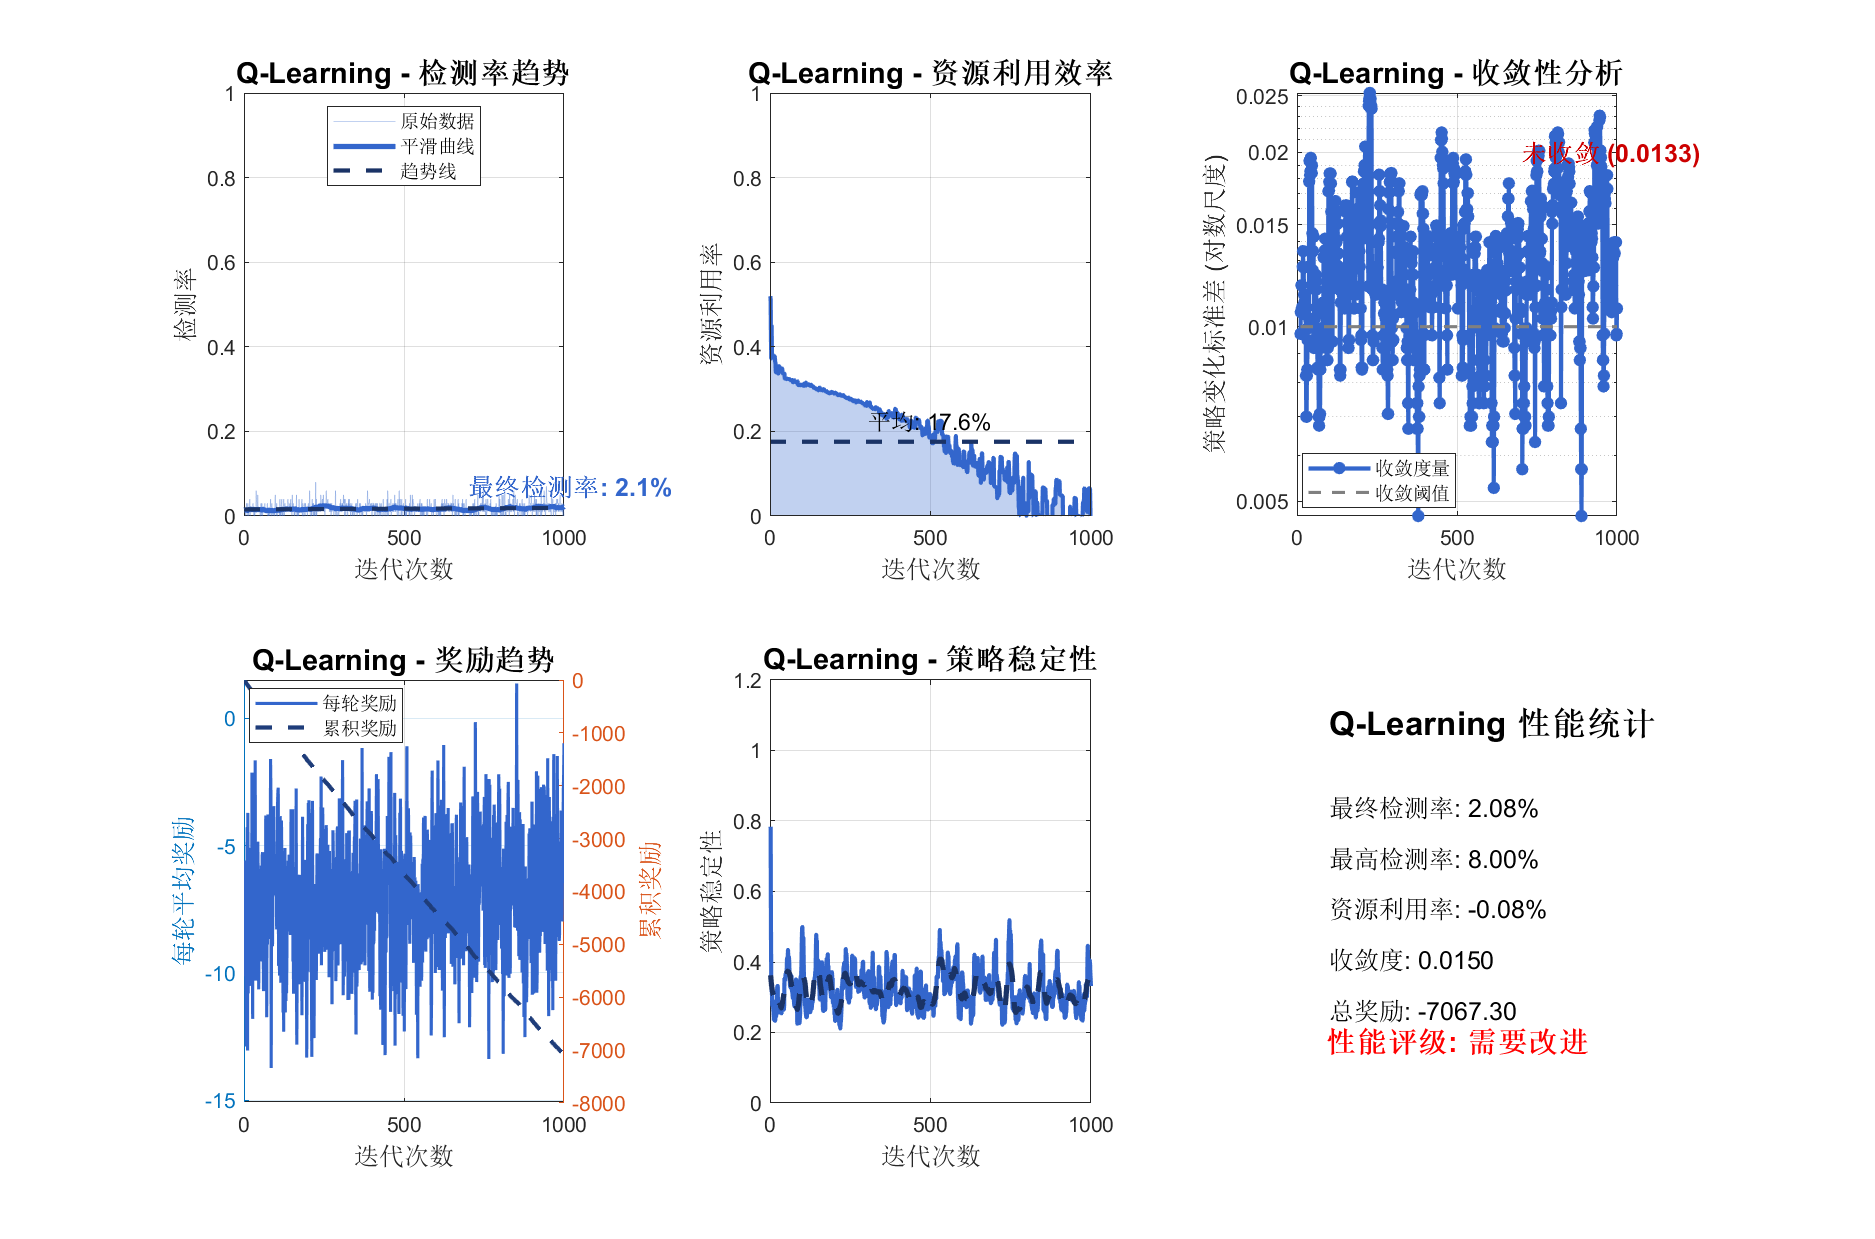 Q-Learning - 检测率趋势
1
0.8
0.6
0.4
0.2
0
检测率
原始数据
平滑曲线
趋势线
最终检测率: 2.1%
0
500
1000
迭代次数
Q-Learning - 资源利用效率
1
0.8
0.6
0.4
0.2
0
资源利用率
平均: 17.6%
0
500
1000
迭代次数
Q-Learning - 收敛性分析
0.025
0.02
0.015
0.01
0.005
策略变化标准差 (对数尺度)
未收敛 (0.0133)
收敛度量
收敛阈值
0
500
1000
迭代次数
Q-Learning - 奖励趋势
0
-5
-10
-15
每轮平均奖励
每轮奖励
累积奖励
0
-1000
-2000
-3000
-4000
-5000
-6000
-7000
-8000
累积奖励
0
500
1000
迭代次数
Q-Learning - 策略稳定性
1.2
1
0.8
0.6
0.4
0.2
0
策略稳定性
0
500
1000
迭代次数
Q-Learning 性能统计
最终检测率: 2.08%
最高检测率: 8.00%
资源利用率: -0.08%
收敛度: 0.0150
总奖励: -7067.30
性能评级: 需要改进